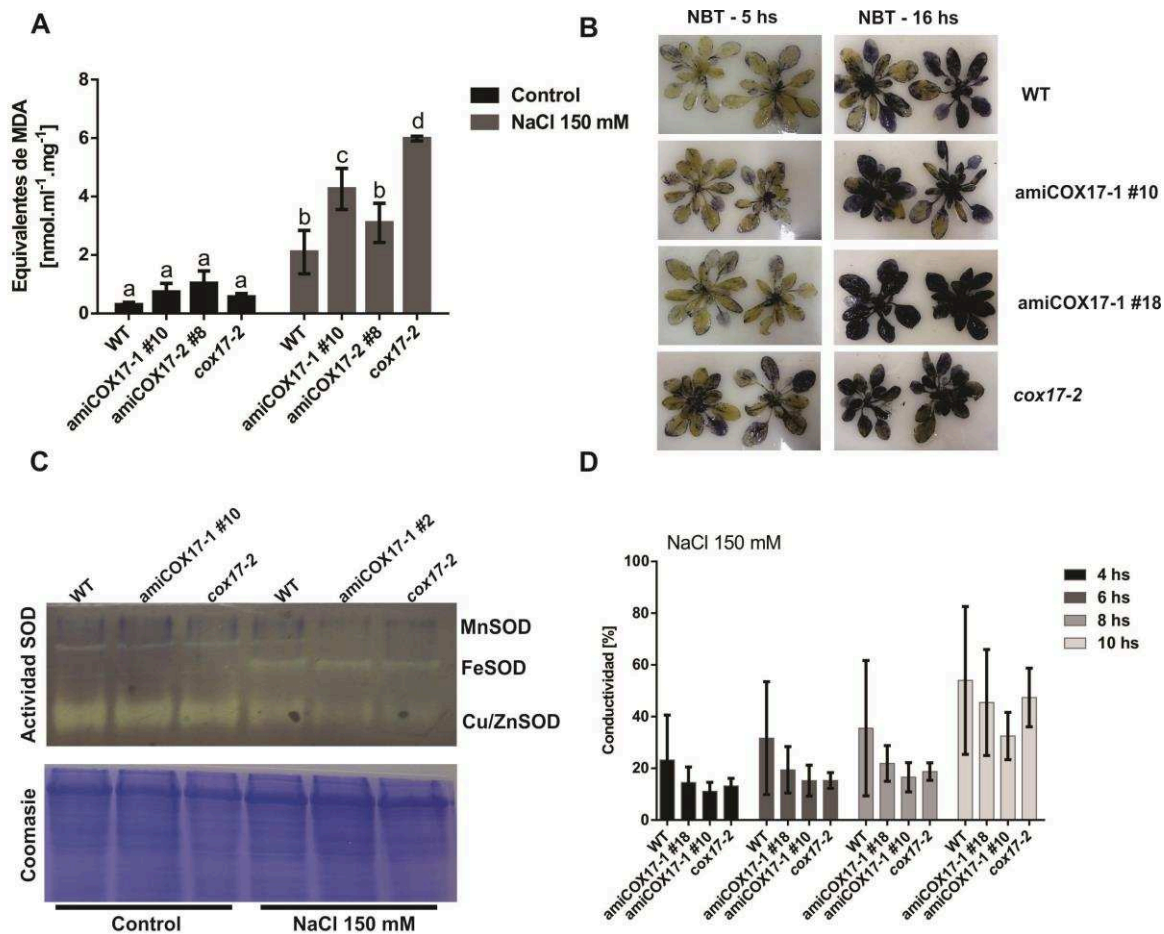 A
Equivalentes de MDA
[nmol.ml⁻¹.mg⁻¹]
8
6
4
2
0
Control
NaCl 150 mM
a
a
a
a
b
c
b
d
WT
amiCOX17-1 #10
amiCOX17-2 #8
cox17-2
WT
amiCOX17-1 #10
amiCOX17-2 #8
cox17-2
B
NBT - 5 hs
NBT - 16 hs
WT
amiCOX17-1 #10
amiCOX17-1 #18
cox17-2
C
WT
amiCOX17-1 #10
cox17-2
WT
amiCOX17-1 #2
cox17-2
Actividad SOD
MnSOD
FeSOD
Cu/ZnSOD
Coomasie
Control
NaCl 150 mM
D
NaCl 150 mM
Conductividad [%]
100
80
60
40
20
0
4 hs
6 hs
8 hs
10 hs
WT
amiCOX17-1 #18
amiCOX17-1 #10
cox17-2
WT
amiCOX17-1 #18
amiCOX17-1 #10
cox17-2
WT
amiCOX17-1 #18
amiCOX17-1 #10
cox17-2
WT
amiCOX17-1 #18
amiCOX17-1 #10
cox17-2